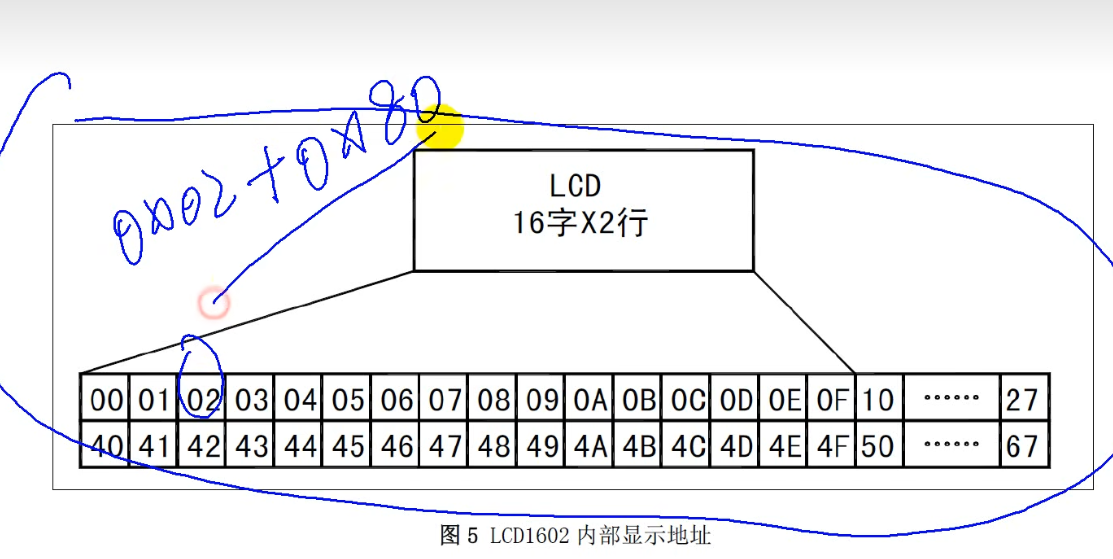 0x02+0x80
LCD
16字X2行
00 01 02 03 04 05 06 07 08 09 0A 0B 0C 0D 0E 0F 10 …… 27
40 41 42 43 44 45 46 47 48 49 4A 4B 4C 4D 4E 4F 50 …… 67
图 5 LCD1602 内部显示地址